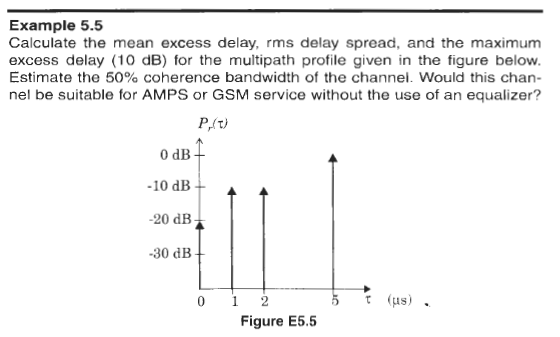 Example 5.5
Calculate the mean excess delay, rms delay spread, and the maximum
excess delay (10 dB) for the multipath profile given in the figure below.
Estimate the 50% coherence bandwidth of the channel. Would this chan-
nel be suitable for AMPS or GSM service without the use of an equalizer?
Pr(τ)
0 dB
-10 dB
-20 dB
-30 dB
0 1 2 5 τ (µs)
Figure E5.5